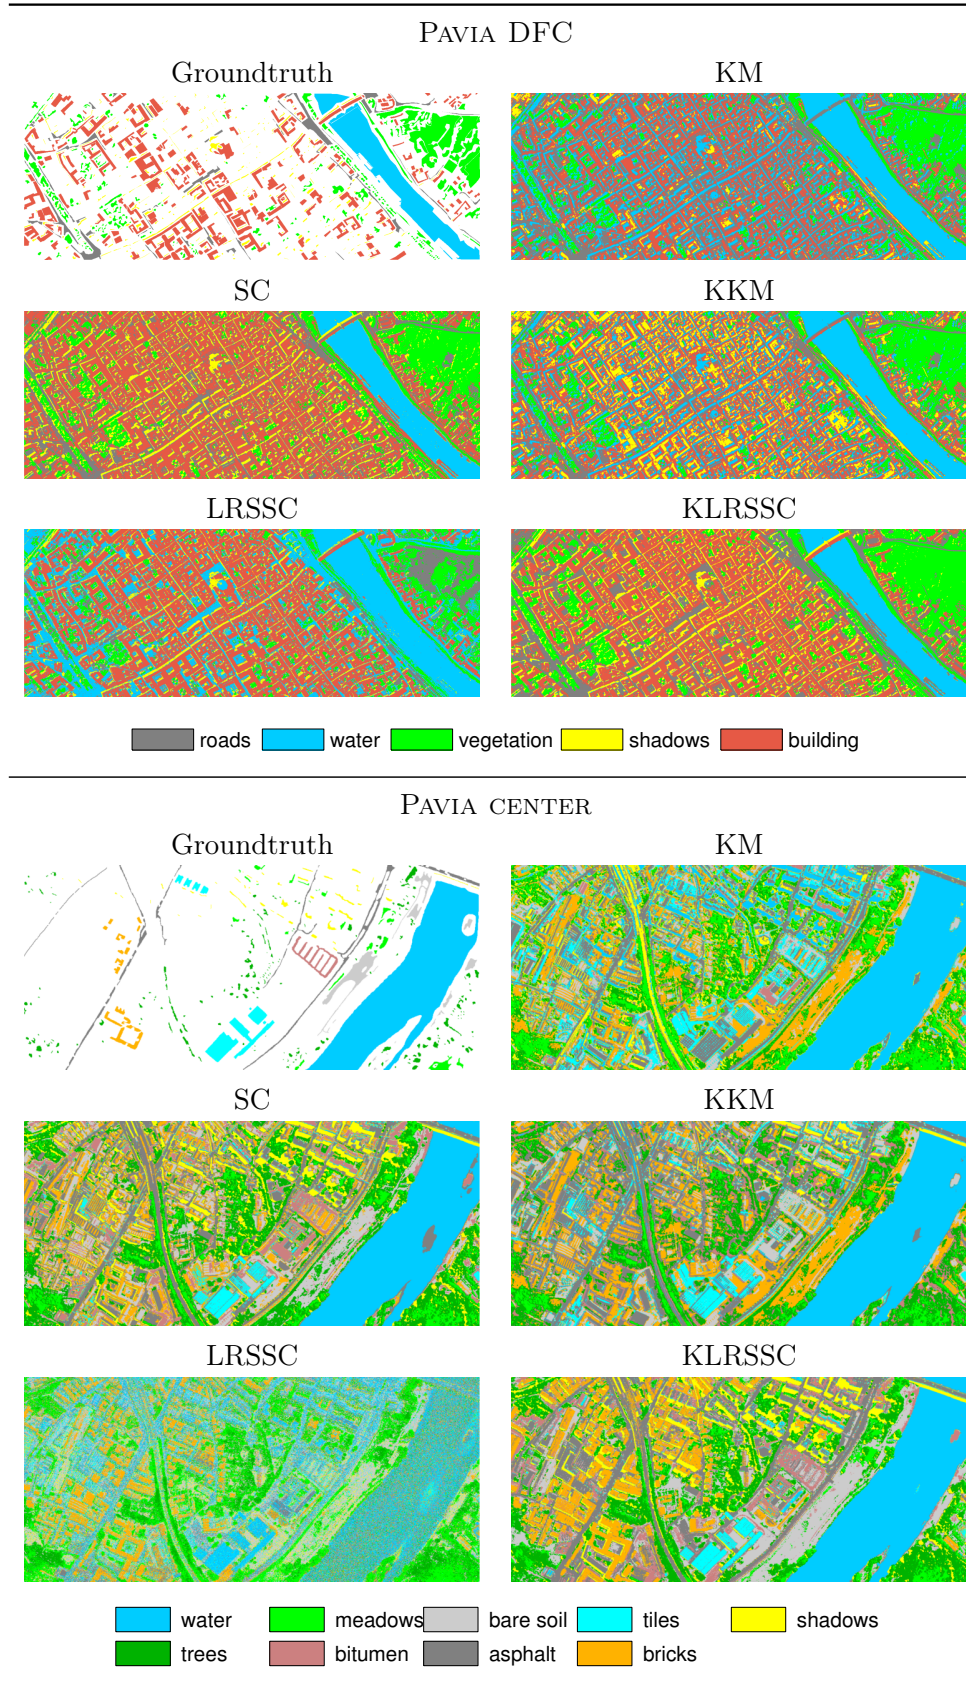 PAVIA DFC
Groundtruth KM
SC KKM
LRSSC KLRSSC
roads water vegetation shadows building
PAVIA CENTER
Groundtruth KM
SC KKM
LRSSC KLRSSC
water meadows bare soil tiles shadows
trees bitumen asphalt bricks